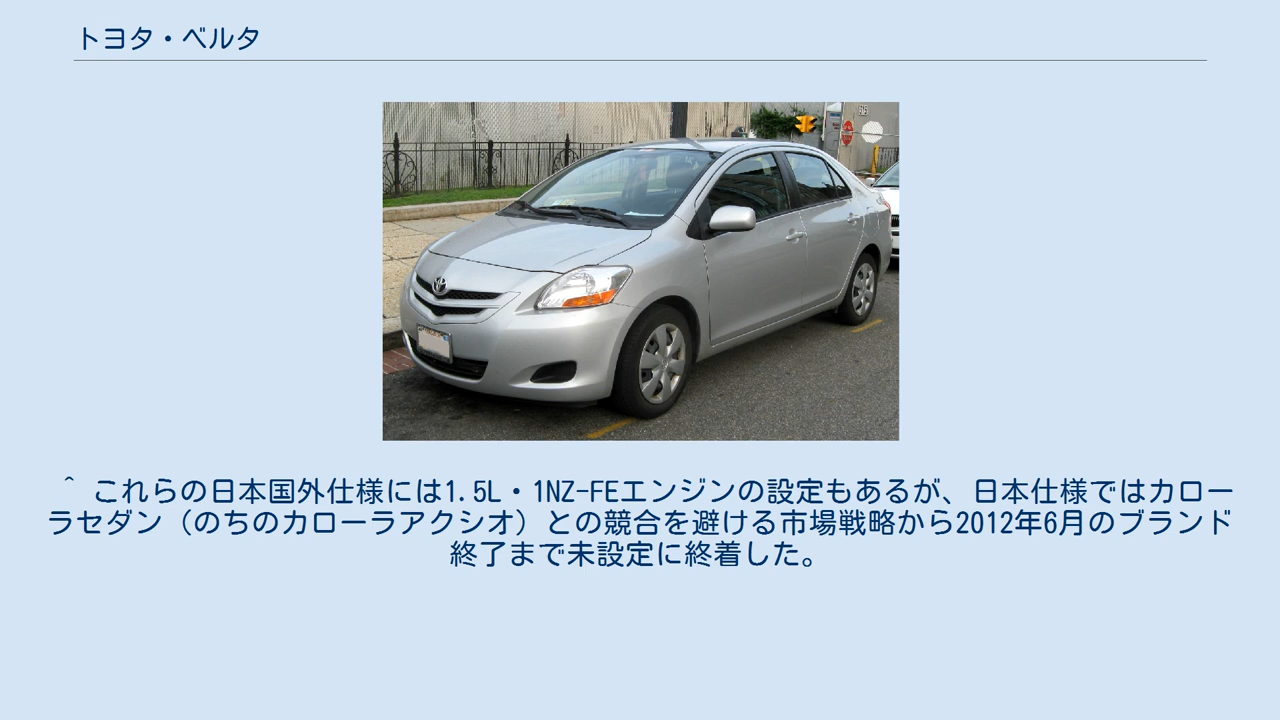 トヨタ・ベルタ
^ これらの日本国外仕様には1.5L・1NZ-FEエンジンの設定もあるが、日本仕様ではカロー
ラセダン（のちのカローラアクシオ）との競合を避ける市場戦略から2012年6月のブランド
終了まで未設定に終着した。